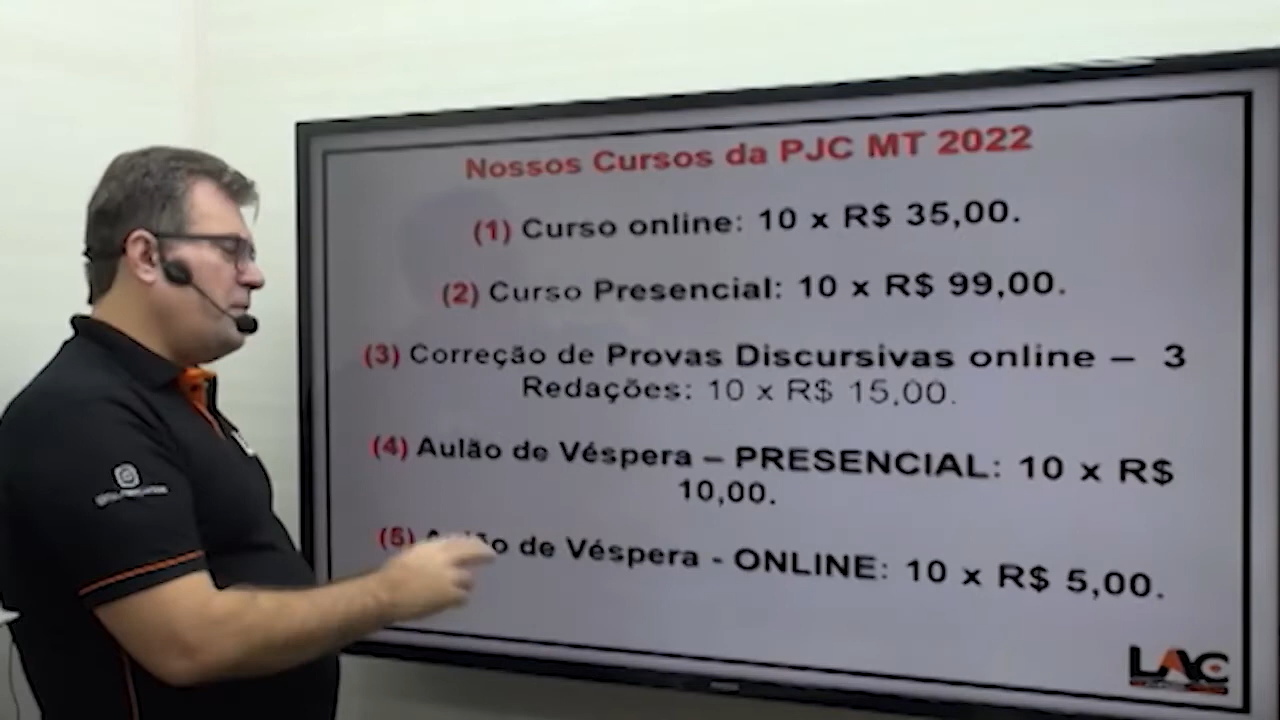 Nossos Cursos da PJC MT 2022
(1) Curso online: 10 x R$ 35,00.
(2) Curso Presencial: 10 x R$ 99,00.
(3) Correção de Provas Discursivas online – 3
Redações: 10 x R$ 15,00.
(4) Aulão de Véspera – PRESENCIAL: 10 x R$
10,00.
(5) de Véspera - ONLINE: 10 x R$ 5,00.
LAC